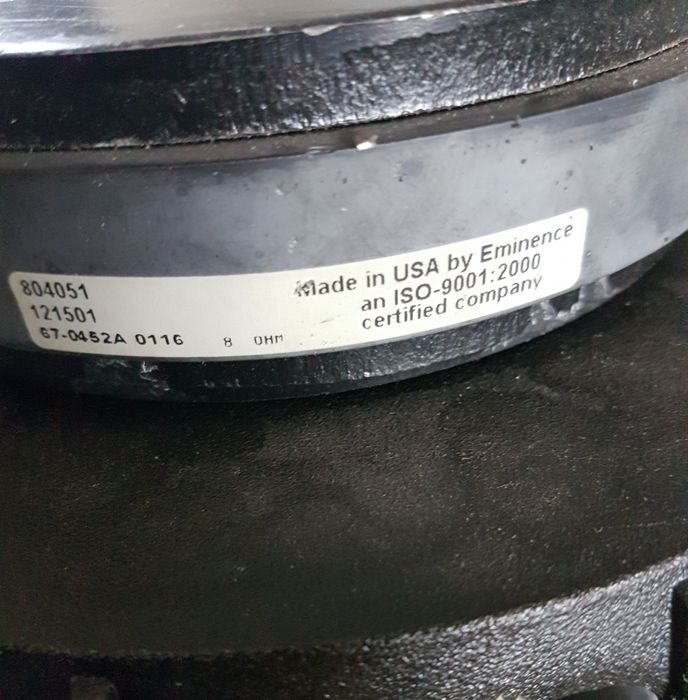 804051
121501
67-0452A 0116 8 OHM
Made in USA by Eminence
an ISO-9001:2000
certified company